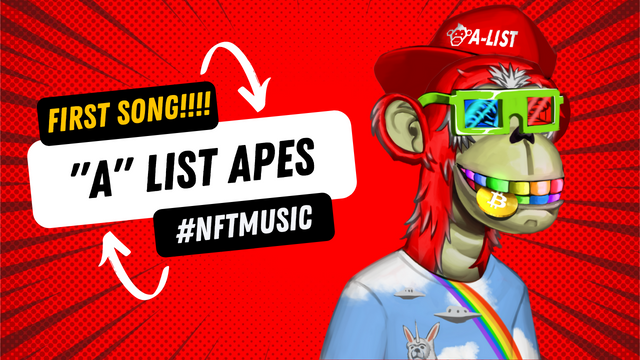 FIRST SONG!!!!
"A" LIST APES
#NFTMUSIC
A-LIST
B